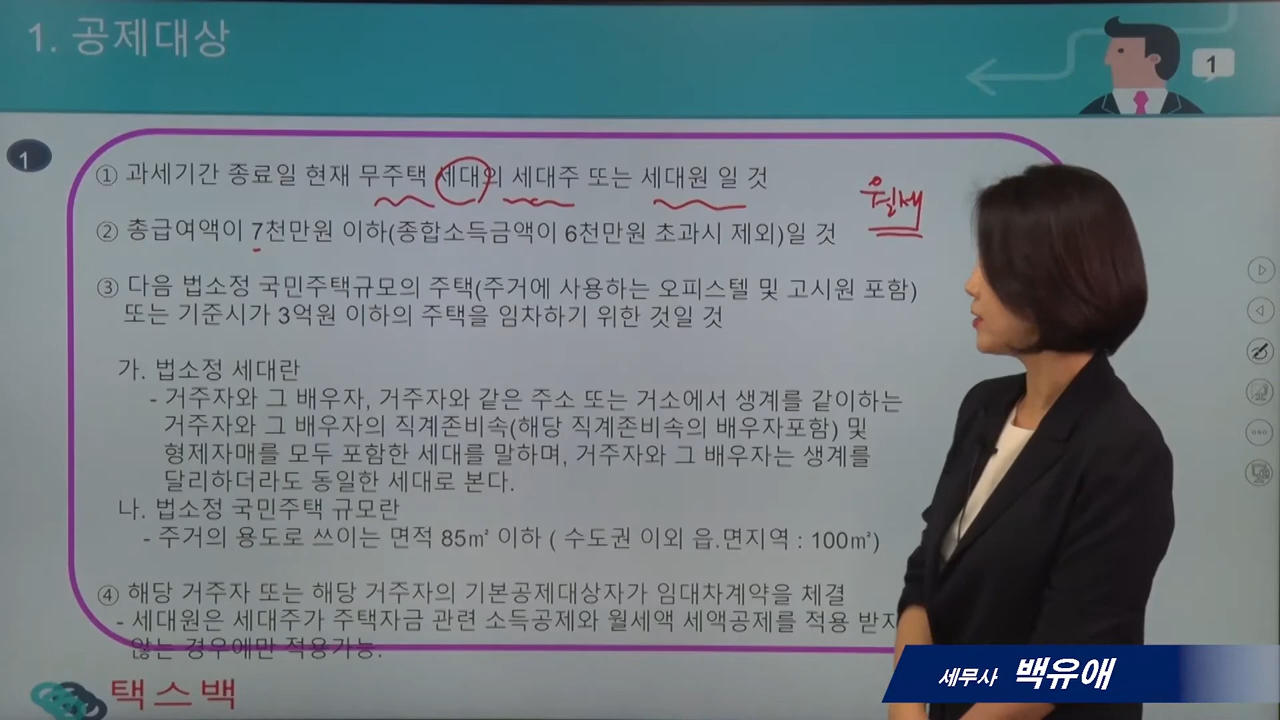 1. 공제대상
1
1
① 과세기간 종료일 현재 무주택 세대의 세대주 또는 세대원 일 것
월세
② 총급여액이 7천만원 이하(종합소득금액이 6천만원 초과시 제외)일 것
③ 다음 법소정 국민주택규모의 주택(주거에 사용하는 오피스텔 및 고시원 포함)
또는 기준시가 3억원 이하의 주택을 임차하기 위한 것일 것
가. 법소정 세대란
- 거주자와 그 배우자, 거주자와 같은 주소 또는 거소에서 생계를 같이하는
거주자와 그 배우자의 직계존비속(해당 직계존비속의 배우자포함) 및
형제자매를 모두 포함한 세대를 말하며, 거주자와 그 배우자는 생계를
달리하더라도 동일한 세대로 본다.
나. 법소정 국민주택 규모란
- 주거의 용도로 쓰이는 면적 85㎡ 이하 ( 수도권 이외 읍.면지역 : 100㎡)
④ 해당 거주자 또는 해당 거주자의 기본공제대상자가 임대차계약을 체결
- 세대원은 세대주가 주택자금 관련 소득공제와 월세액 세액공제를 적용 받지
않는 경우에만 적용가능.
택스백
세무사 백유애